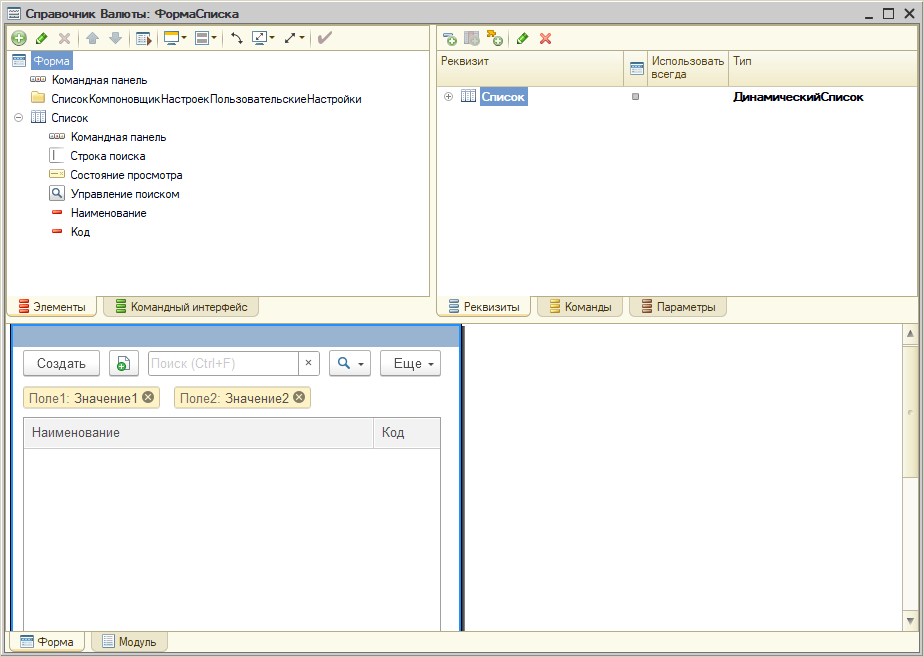 Справочник Валюты: ФормаСписка
Форма
Командная панель
СписокКомпоновщикНастроекПользовательскиеНастройки
Список
Командная панель
Строка поиска
Состояние просмотра
Управление поиском
Наименование
Код
Элементы
Командный интерфейс
Реквизит
Использовать
всегда
Тип
Список
ДинамическийСписок
Реквизиты
Команды
Параметры
Создать
Поиск (Ctrl+F)
Еще
Поле1: Значение1
Поле2: Значение2
Наименование
Код
Форма
Модуль